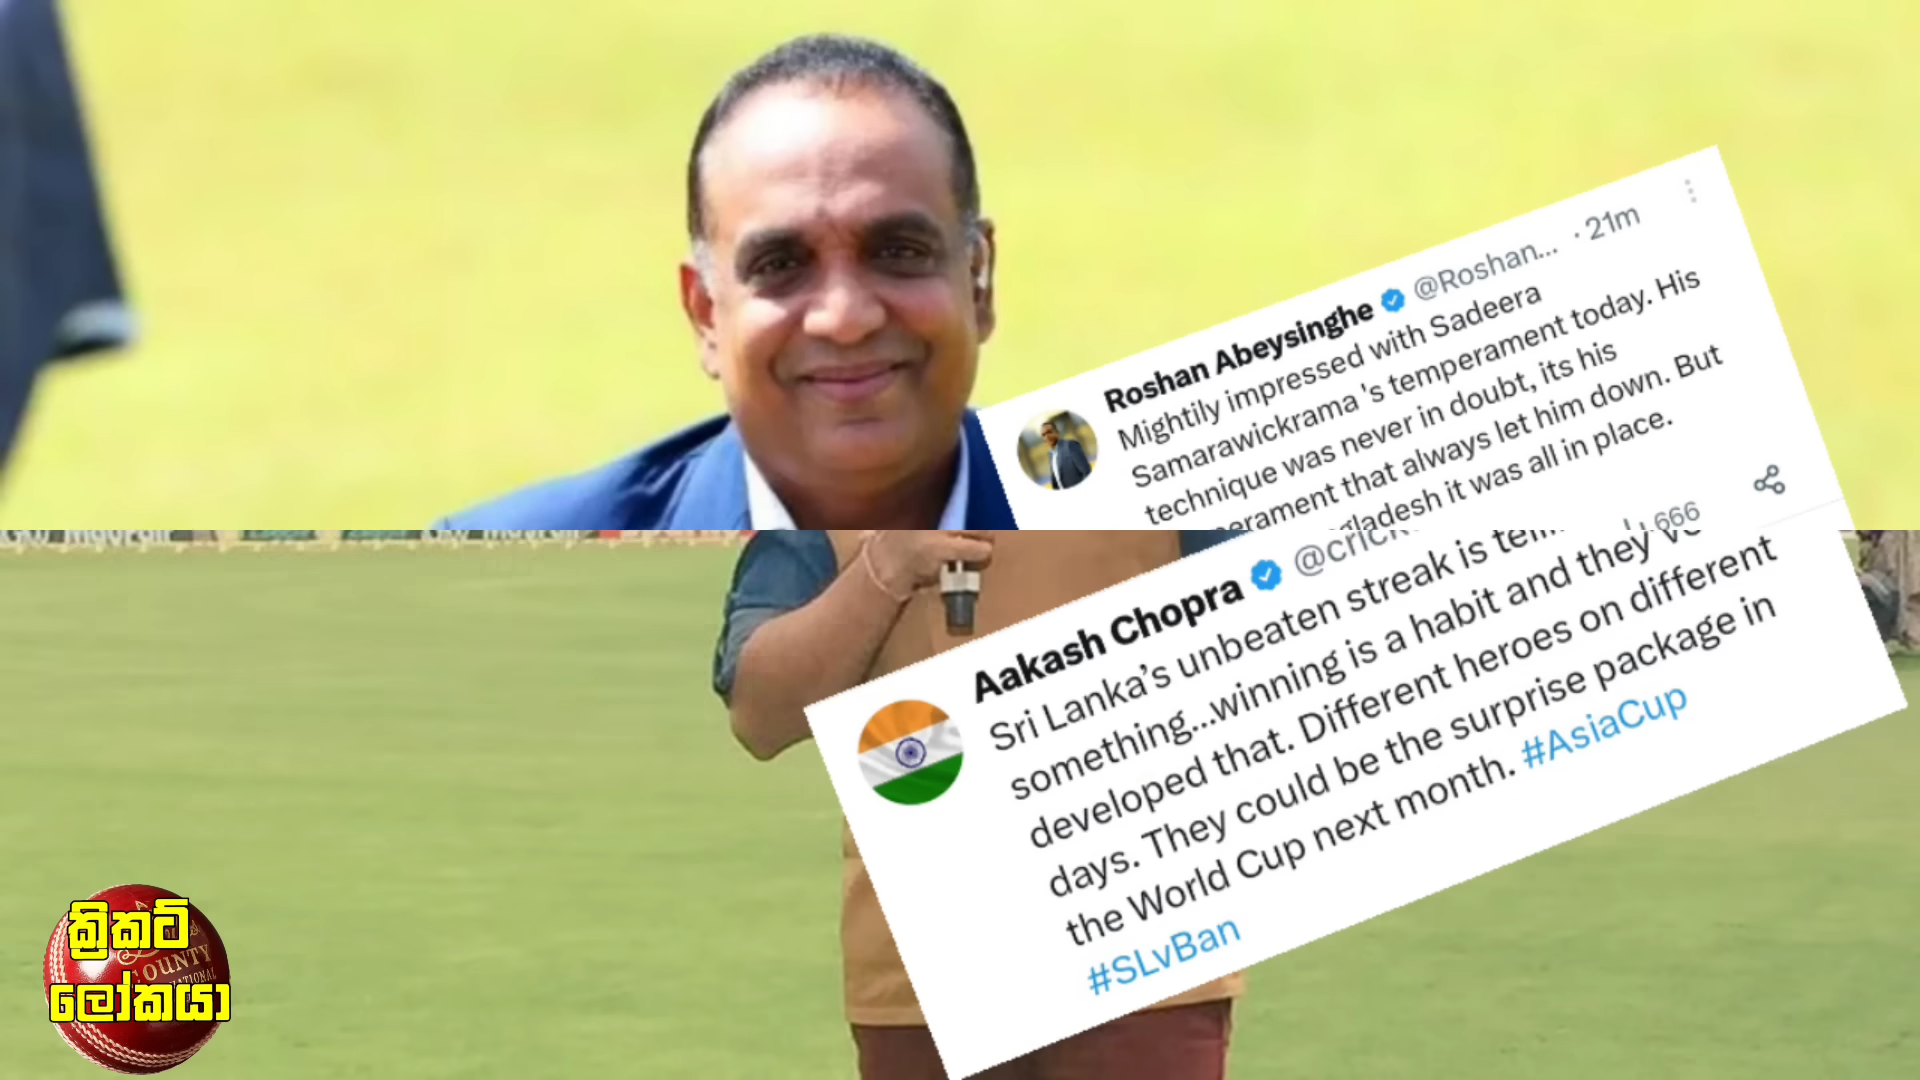 Roshan Abeysinghe @Roshan... · 21m
Mightily impressed with Sadeera
Samarawickrama 's temperament today. His
technique was never in doubt, its his
that always let him down. But
it was all in place.
666
Aakash Chopra
Sri Lanka's unbeaten streak is
something...winning is a habit and they
developed that. Different heroes on different
days. They could be the surprise package in
the World Cup next month. #AsiaCup
#SLvBan
ක්‍රිකට්
ලෝකයා
OUNTY